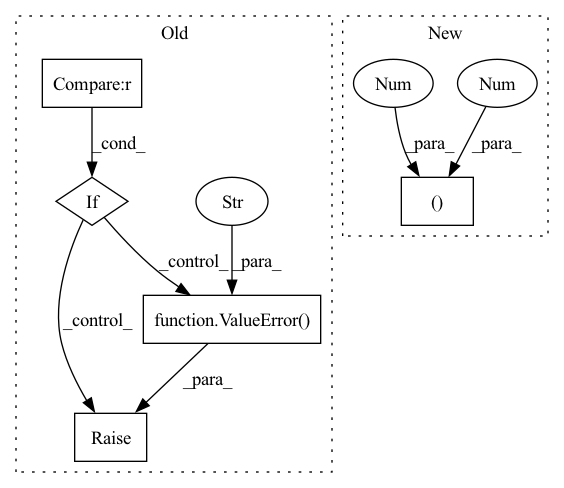 Old
New
Compare:r
Num
Num
_cond_
_para_
_para_
If
Str
()
_control_
_para_
_control_
function.ValueError()
_para_
Raise